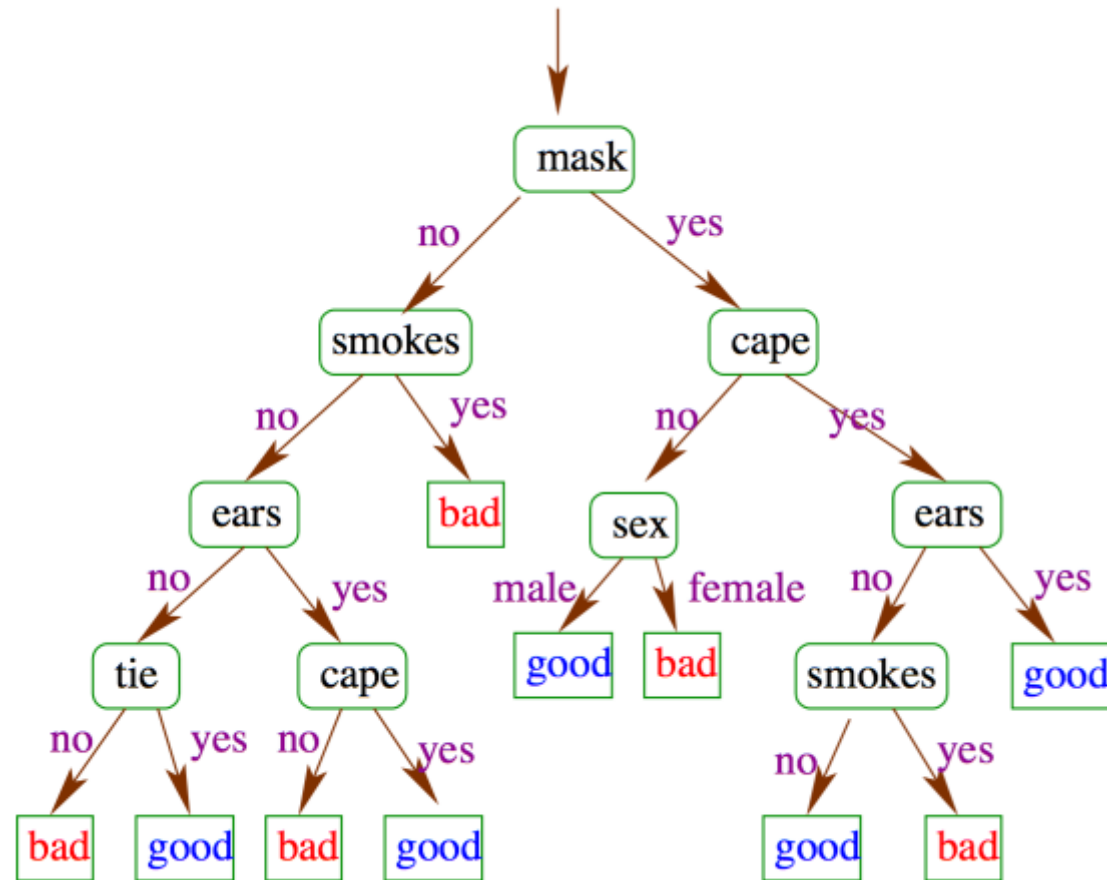 mask
no
yes
smokes
cape
no
yes
no
yes
ears
bad
sex
ears
no
yes
male
female
no
yes
tie
cape
good
bad
smokes
good
no
yes
no
yes
no
yes
bad
good
bad
good
good
bad